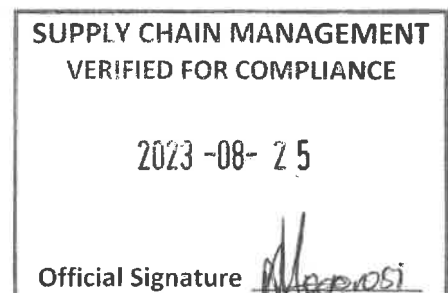 SUPPLY CHAIN MANAGEMENT
VERIFIED FOR COMPLIANCE
2023 -08- 25
Official Signature